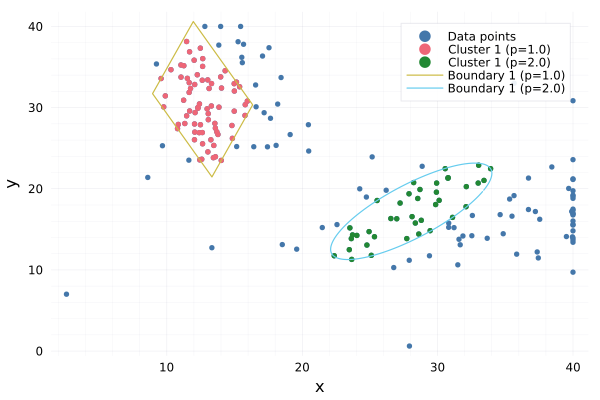 40
30
20
10
0
y
10
20
30
40
x
Data points
Cluster 1 (p=1.0)
Cluster 1 (p=2.0)
Boundary 1 (p=1.0)
Boundary 1 (p=2.0)